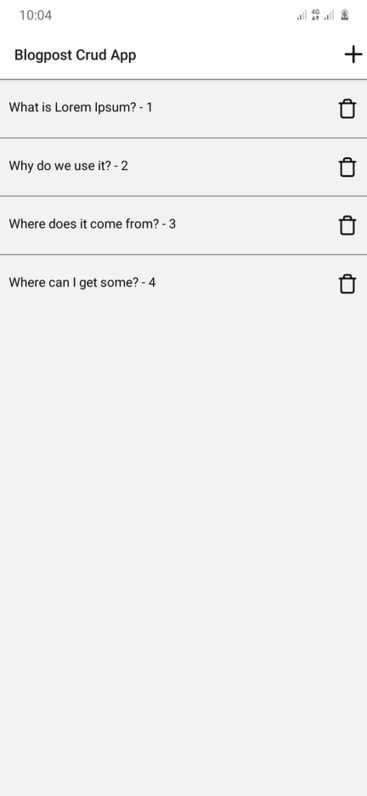 10:04
4G
Blogpost Crud App
What is Lorem Ipsum? - 1
Why do we use it? - 2
Where does it come from? - 3
Where can I get some? - 4